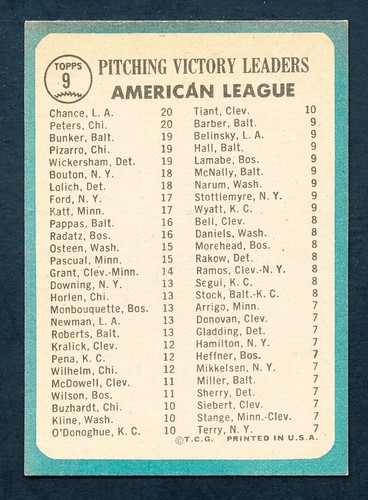 TOPPS
9
PITCHING VICTORY LEADERS
AMERICAN LEAGUE
Chance, L. A. 20
Peters, Chi. 20
Bunker, Balt. 19
Pizarro, Chi. 19
Wickersham, Det. 19
Bouton, N. Y. 18
Lolich, Det. 18
Ford, N. Y. 17
Katt, Minn. 17
Pappas, Balt. 16
Radatz, Bos. 16
Osteen, Wash. 15
Pascual, Minn. 15
Grant, Clev.-Minn. 14
Downing, N. Y. 13
Horlen, Chi. 13
Monbouquette, Bos. 13
Newman, L. A. 13
Roberts, Balt. 13
Kralick, Clev. 12
Pena, K. C. 12
Wilhelm, Chi. 12
McDowell, Clev. 11
Wilson, Bos. 11
Buzhardt, Chi. 10
Kline, Wash. 10
O'Donoghue, K. C. 10
Tiant, Clev. 10
Barber, Balt. 9
Belinsky, L. A. 9
Hall, Balt. 9
Lamabe, Bos. 9
McNally, Balt. 9
Narum, Wash. 9
Stottlemyre, N. Y. 9
Wyatt, K. C. 9
Bell, Clev. 8
Daniels, Wash. 8
Morehead, Bos. 8
Rakow, Det. 8
Ramos, Clev.-N. Y. 8
Segui, K. C. 8
Stock, Balt.-K. C. 8
Arrigo, Minn. 7
Donovan, Clev. 7
Gladding, Det. 7
Hamilton, N. Y. 7
Heffner, Bos. 7
Mikkelsen, N. Y. 7
Miller, Balt. 7
Sherry, Det. 7
Siebert, Clev. 7
Stange, Minn.-Clev. 7
Terry, N. Y. 7
©T.C.G. PRINTED IN U.S.A.